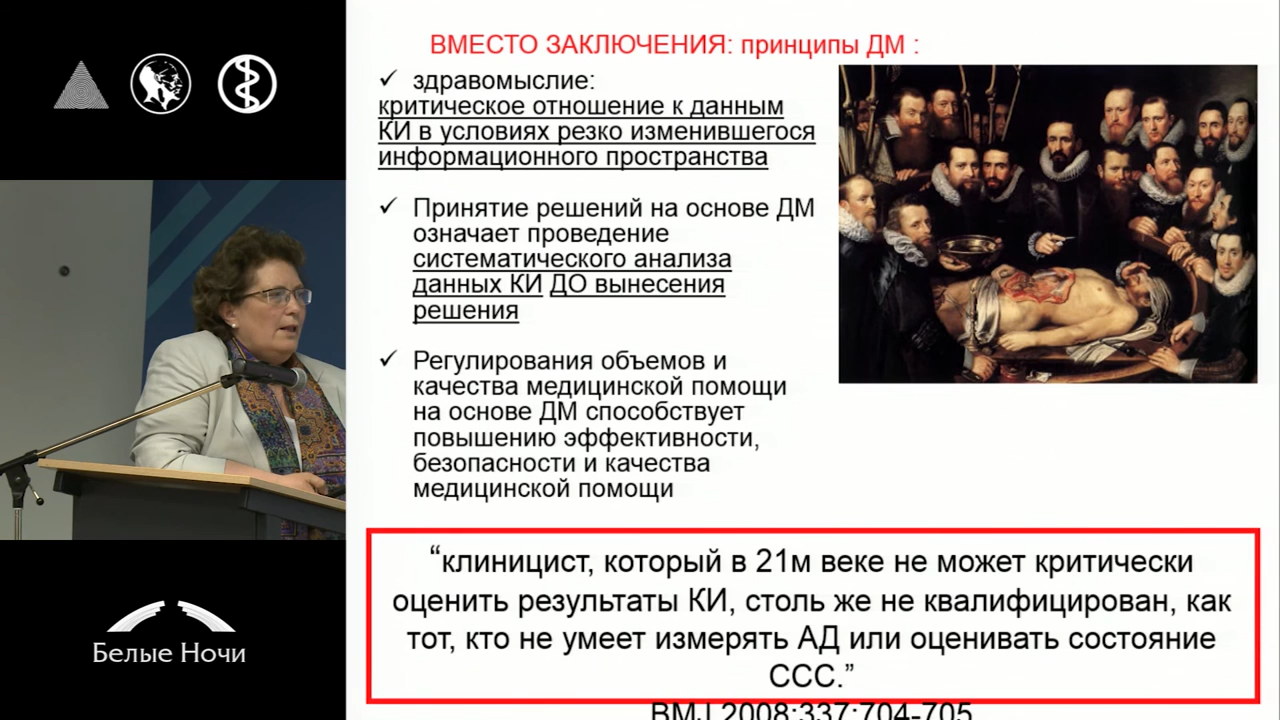 ВМЕСТО ЗАКЛЮЧЕНИЯ: принципы ДМ :
✓ здравомыслие:
критическое отношение к данным
КИ в условиях резко изменившегося
информационного пространства
✓ Принятие решений на основе ДМ
означает проведение
систематического анализа
данных КИ ДО вынесения
решения
✓ Регулирования объемов и
качества медицинской помощи
на основе ДМ способствует
повышению эффективности,
безопасности и качества
медицинской помощи
“клиницист, который в 21м веке не может критически
оценить результаты КИ, столь же не квалифицирован, как
тот, кто не умеет измерять АД или оценивать состояние
ССС.”
BMJ 2008;337:704-705
Белые Ночи